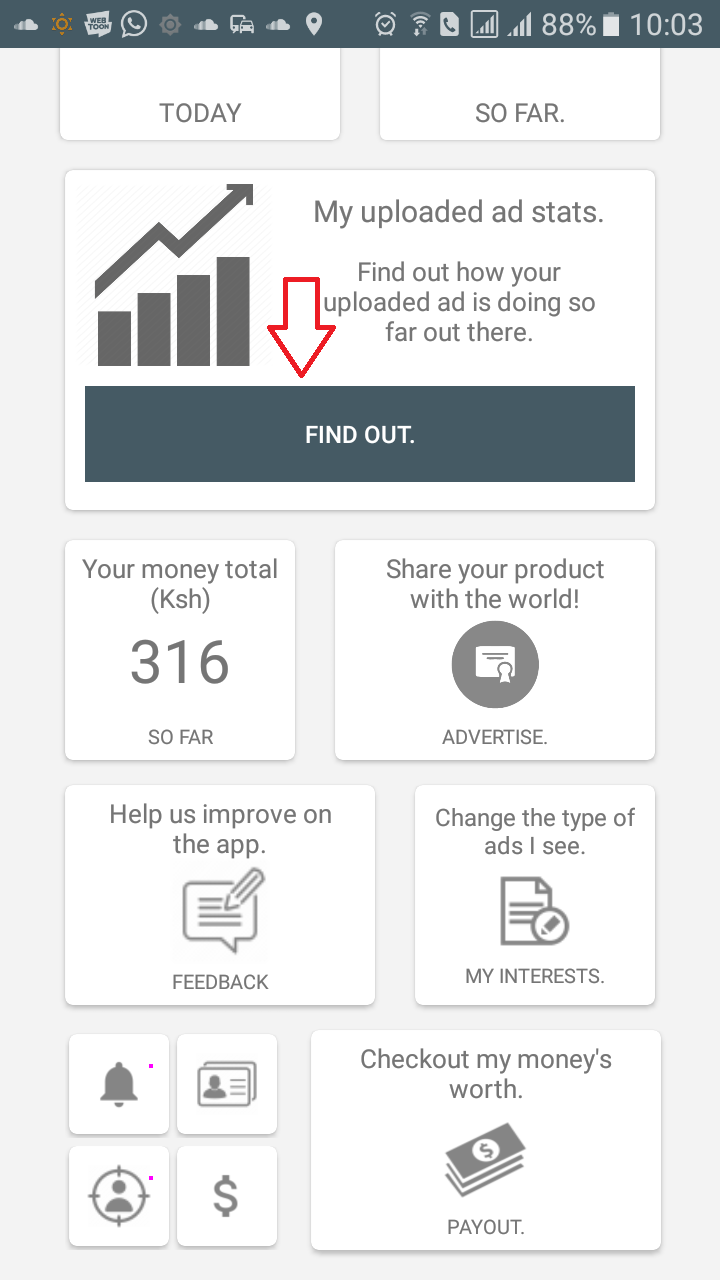 WEB
TOON
88%
10:03
TODAY
SO FAR.
My uploaded ad stats.
Find out how your
uploaded ad is doing so
far out there.
FIND OUT.
Your money total
(Ksh)
316
SO FAR
Share your product
with the world!
ADVERTISE.
Help us improve on
the app.
FEEDBACK
Change the type of
ads I see.
MY INTERESTS.
$
Checkout my money's
worth.
$
PAYOUT.